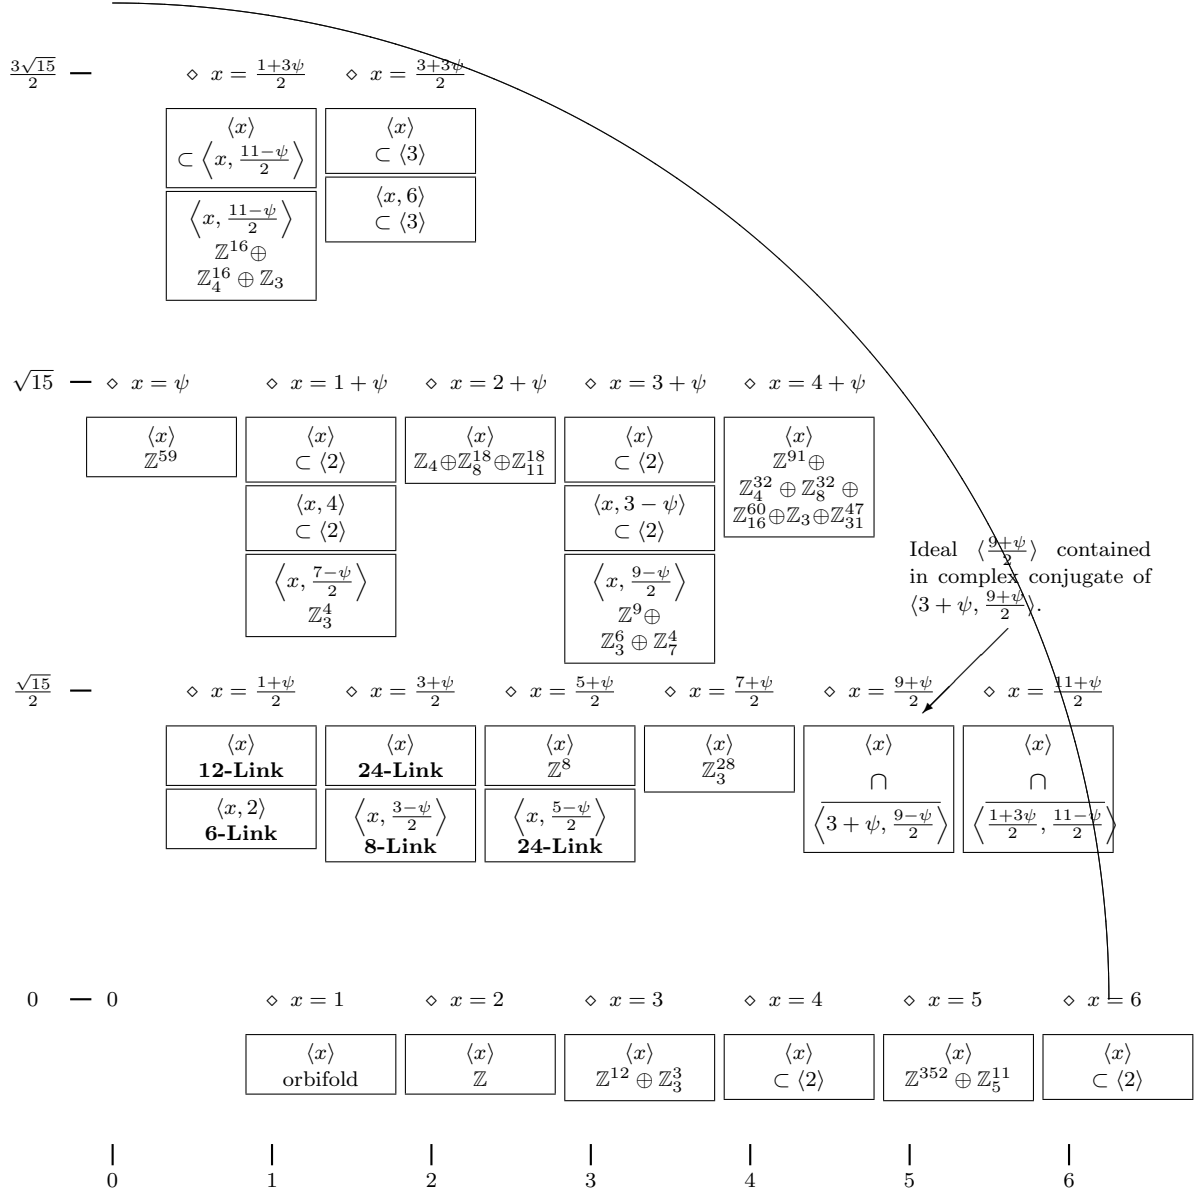 3√15/2 — ⋄ x = (1+3ψ)/2 ⋄ x = (3+3ψ)/2
⟨x⟩
⊂ ⟨x, (11−ψ)/2⟩
⟨x, (11−ψ)/2⟩
ℤ^16 ⊕
ℤ_4^16 ⊕ ℤ_3
⟨x⟩
⊂ ⟨3⟩
⟨x, 6⟩
⊂ ⟨3⟩
√15 — ⋄ x = ψ ⋄ x = 1 + ψ ⋄ x = 2 + ψ ⋄ x = 3 + ψ ⋄ x = 4 + ψ
⟨x⟩
ℤ^59
⟨x⟩
⊂ ⟨2⟩
⟨x, 4⟩
⊂ ⟨2⟩
⟨x, (7−ψ)/2⟩
ℤ_3^4
⟨x⟩
ℤ_4 ⊕ ℤ_8^18 ⊕ ℤ_11^18
⟨x⟩
⊂ ⟨2⟩
⟨x, 3 − ψ⟩
⊂ ⟨2⟩
⟨x, (9−ψ)/2⟩
ℤ^9 ⊕
ℤ_3^6 ⊕ ℤ_7^4
⟨x⟩
ℤ^91 ⊕
ℤ_4^32 ⊕ ℤ_8^32 ⊕
ℤ_16^60 ⊕ ℤ_3 ⊕ ℤ_31^47
Ideal ⟨(9+ψ)/2⟩ contained
in complex conjugate of
⟨3 + ψ, (9+ψ)/2⟩.
√15/2 — ⋄ x = (1+ψ)/2 ⋄ x = (3+ψ)/2 ⋄ x = (5+ψ)/2 ⋄ x = (7+ψ)/2 ⋄ x = (9+ψ)/2 ⋄ x = (11+ψ)/2
⟨x⟩
12-Link
⟨x, 2⟩
6-Link
⟨x⟩
24-Link
⟨x, (3−ψ)/2⟩
8-Link
⟨x⟩
ℤ^8
⟨x, (5−ψ)/2⟩
24-Link
⟨x⟩
ℤ_3^28
⟨x⟩
∩
⟨3 + ψ, (9−ψ)/2⟩
⟨x⟩
∩
⟨(1+3ψ)/2, (11−ψ)/2⟩
0 — 0 ⋄ x = 1 ⋄ x = 2 ⋄ x = 3 ⋄ x = 4 ⋄ x = 5 ⋄ x = 6
⟨x⟩
orbifold
⟨x⟩
ℤ
⟨x⟩
ℤ^12 ⊕ ℤ_3^3
⟨x⟩
⊂ ⟨2⟩
⟨x⟩
ℤ^352 ⊕ ℤ_5^11
⟨x⟩
⊂ ⟨2⟩
0 1 2 3 4 5 6